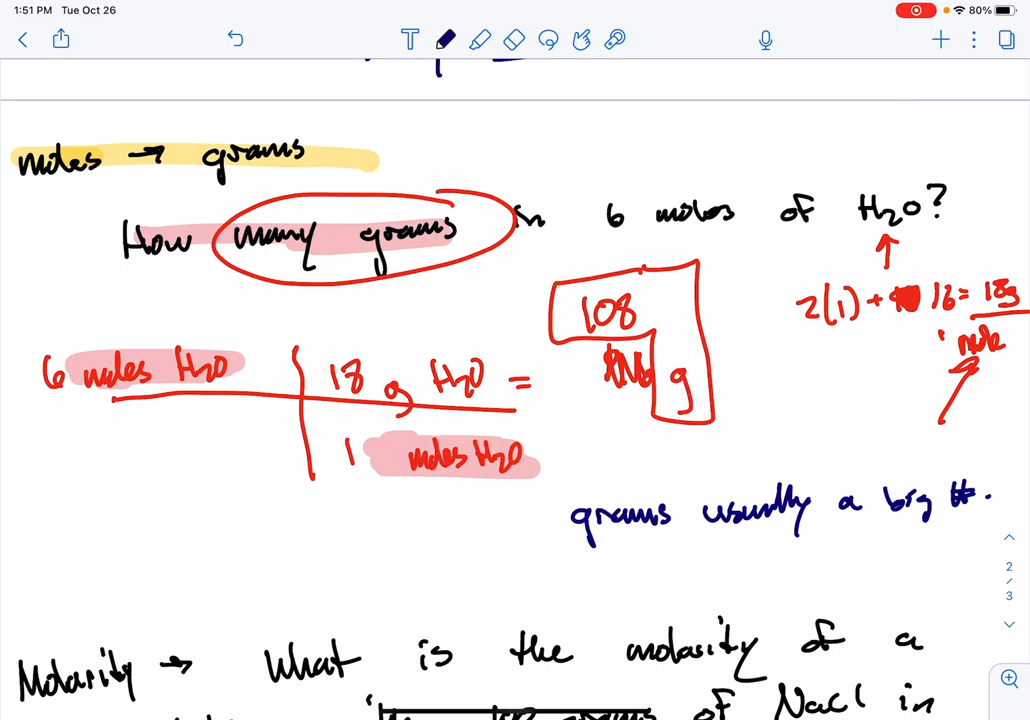 1:51 PM Tue Oct 26
80%
moles → grams
How many grams in 6 moles of H2O?
2(1) + 16 = 18g
1 mole
6 moles H2O | 18 g H2O = 108
g
1 moles H2O
grams usually a big #.
2
/
3
Molarity → What is the molarity of a
of NaCl in